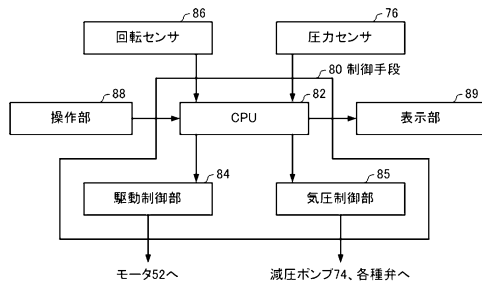 86
回転センサ
76
圧力センサ
80 制御手段
88
操作部
82
CPU
89
表示部
84
駆動制御部
85
気圧制御部
モータ52へ
減圧ポンプ74、各種弁へ